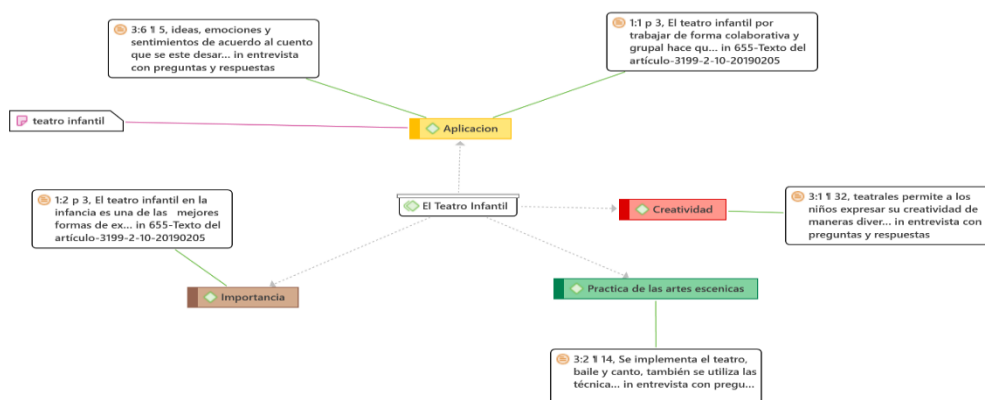 3:6 ¶ 5, ideas, emociones y
sentimientos de acuerdo al cuento
que se este desar... in entrevista
con preguntas y respuestas
1:1 p 3, El teatro infantil por
trabajar de forma colaborativa y
grupal hace qu... in 655-Texto del
artículo-3199-2-10-20190205
teatro infantil
Aplicacion
1:2 p 3, El teatro infantil en la
infancia es una de las   mejores
formas de ex... in 655-Texto del
artículo-3199-2-10-20190205
El Teatro Infantil
Creatividad
3:1 ¶ 32, teatrales permite a los
niños expresar su creatividad de
maneras diver... in entrevista con
preguntas y respuestas
Importancia
Practica de las artes escenicas
3:2 ¶ 14, Se implementa el teatro,
baile y canto, también se utiliza las
técnica... in entrevista con pregu...